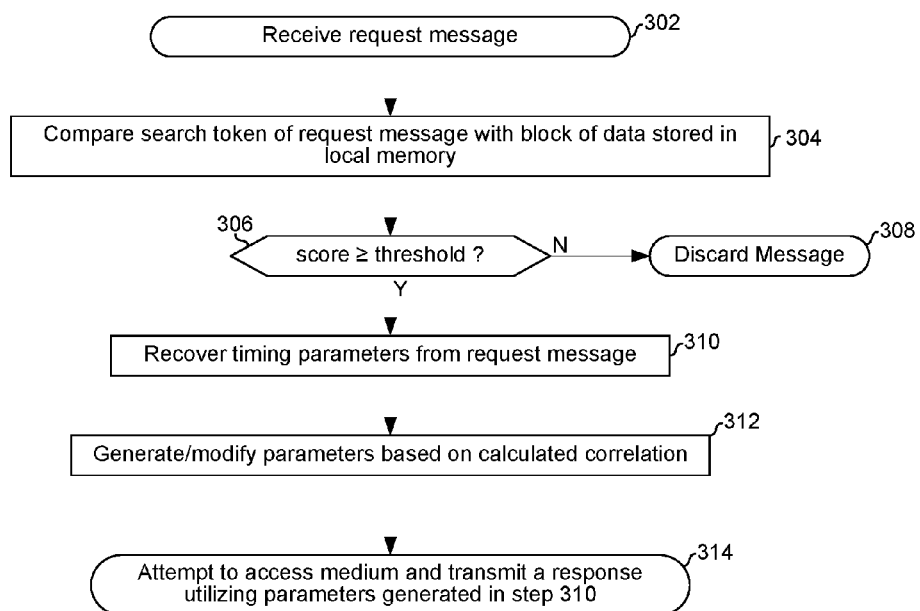 Receive request message
302
Compare search token of request message with block of data stored in
local memory
304
306
score ≥ threshold ?
N
Discard Message
308
Y
Recover timing parameters from request message
310
Generate/modify parameters based on calculated correlation
312
Attempt to access medium and transmit a response
utilizing parameters generated in step 310
314